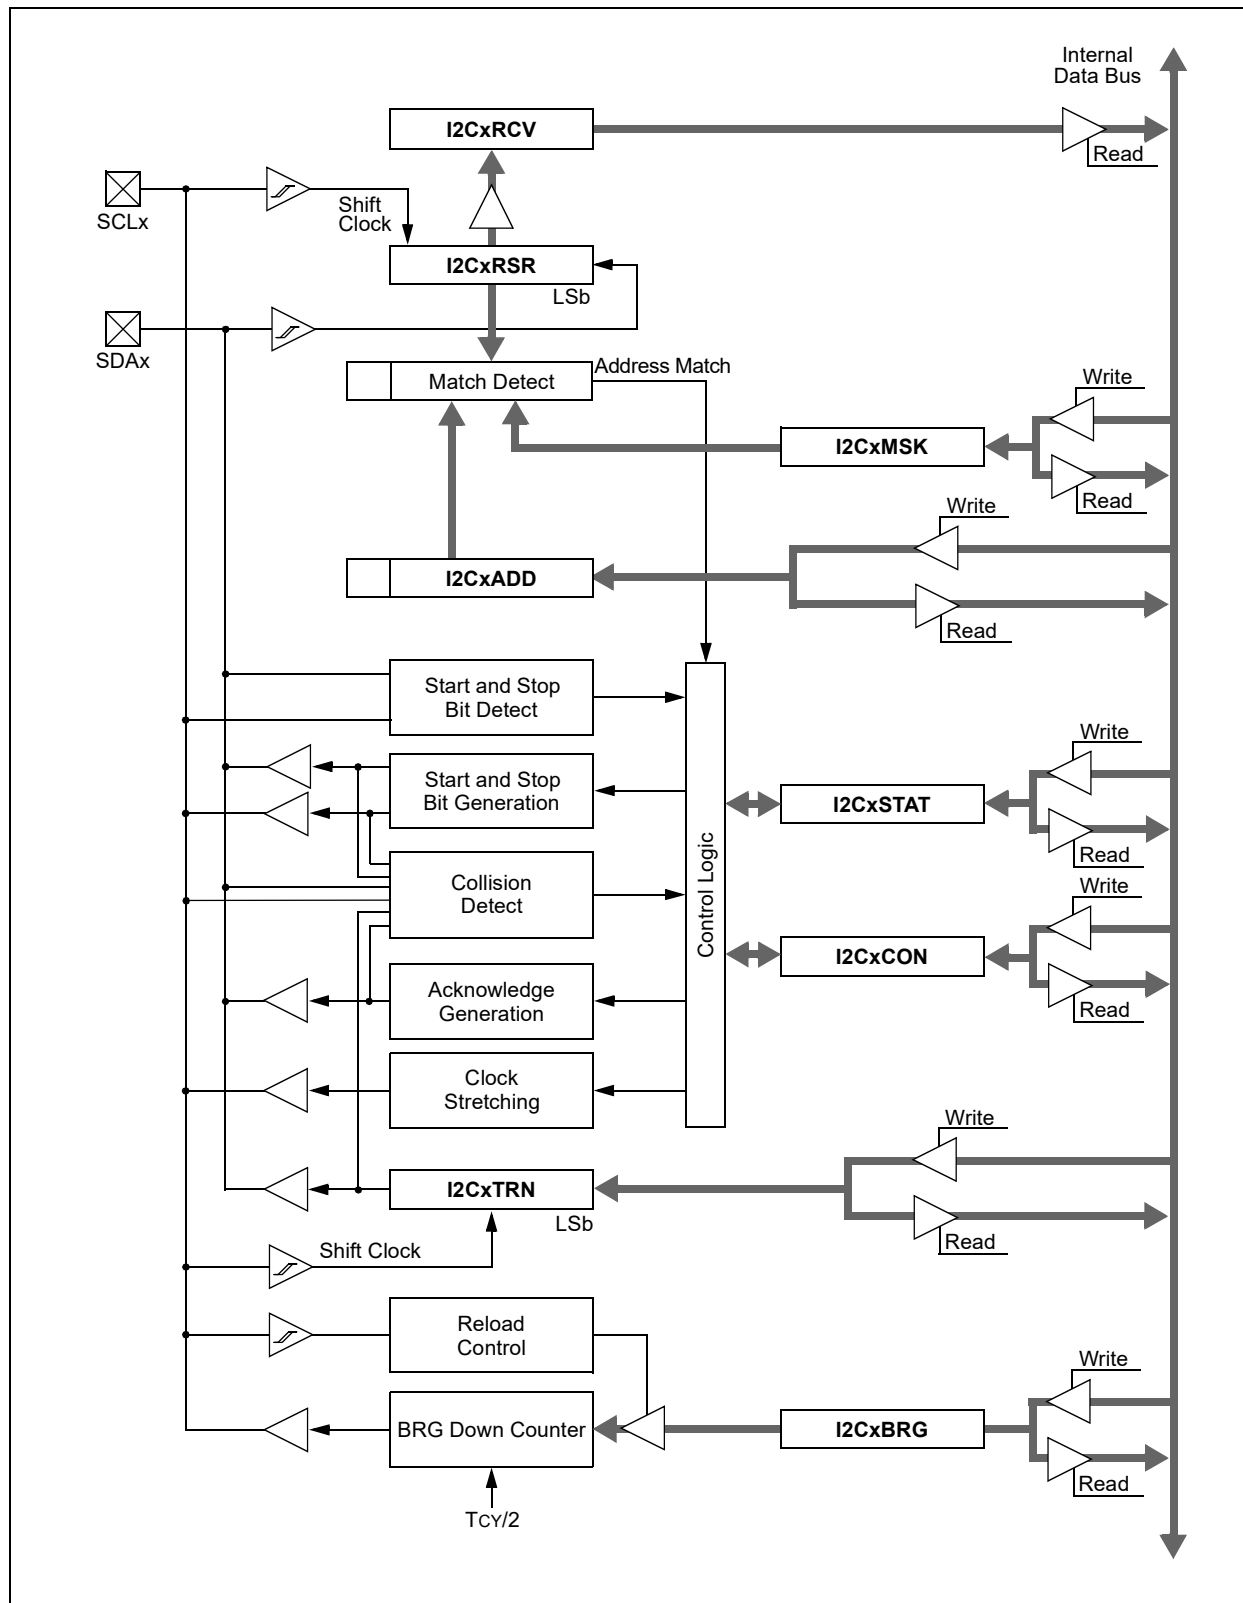 Internal
Data Bus
I2CxRCV
Read
SCLx
Shift
Clock
I2CxRSR
LSb
SDAx
Address Match
Match Detect
Write
I2CxMSK
Read
Write
I2CxADD
Read
Start and Stop
Bit Detect
Start and Stop
Bit Generation
Write
I2CxSTAT
Read
Control Logic
Collision
Detect
Write
I2CxCON
Read
Acknowledge
Generation
Clock
Stretching
Write
I2CxTRN
LSb
Read
Shift Clock
Reload
Control
Write
BRG Down Counter
I2CxBRG
Read
TCY/2